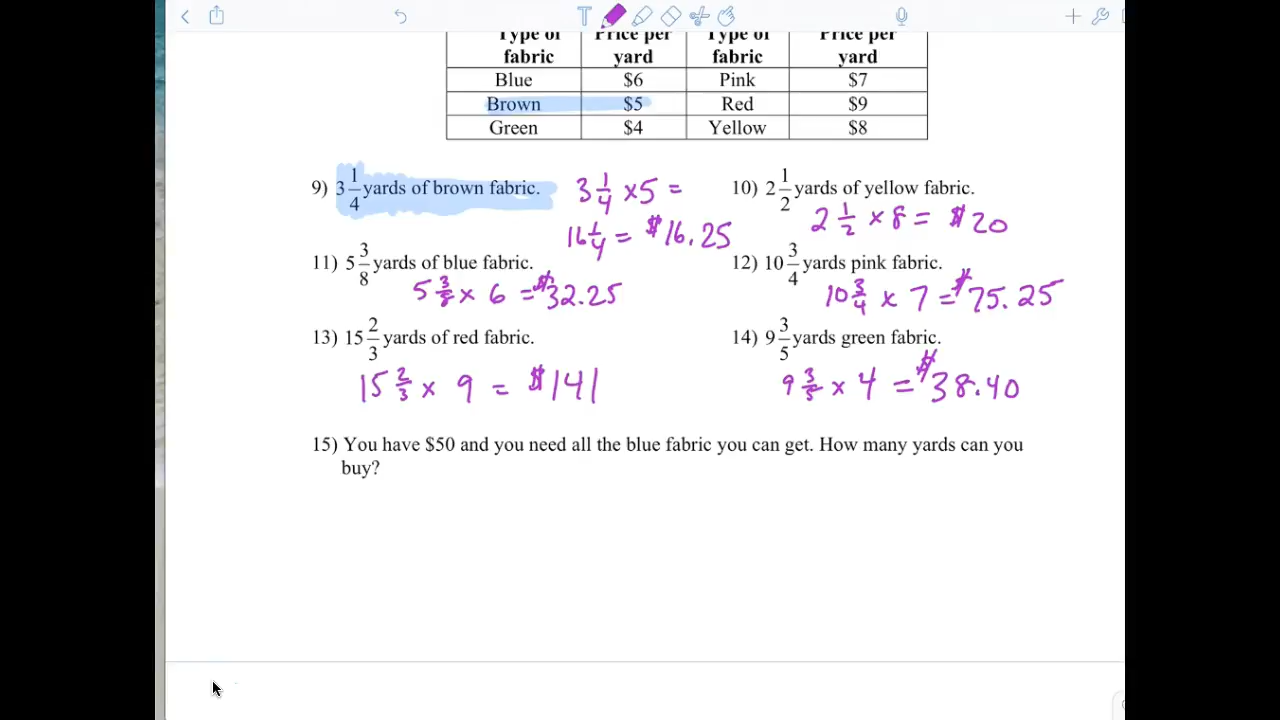 Type of Price per Type of Price per
fabric yard fabric yard
Blue $6 Pink $7
Brown $5 Red $9
Green $4 Yellow $8
9) 3 1/4 yards of brown fabric. 3 1/4 × 5 =
16 1/4 = $16.25
10) 2 1/2 yards of yellow fabric.
2 1/2 × 8 = $20
11) 5 3/8 yards of blue fabric.
5 3/8 × 6 = $32.25
12) 10 3/4 yards pink fabric.
10 3/4 × 7 = $75.25
13) 15 2/3 yards of red fabric.
15 2/3 × 9 = $141
14) 9 3/5 yards green fabric.
9 3/5 × 4 = $38.40
15) You have $50 and you need all the blue fabric you can get. How many yards can you
buy?